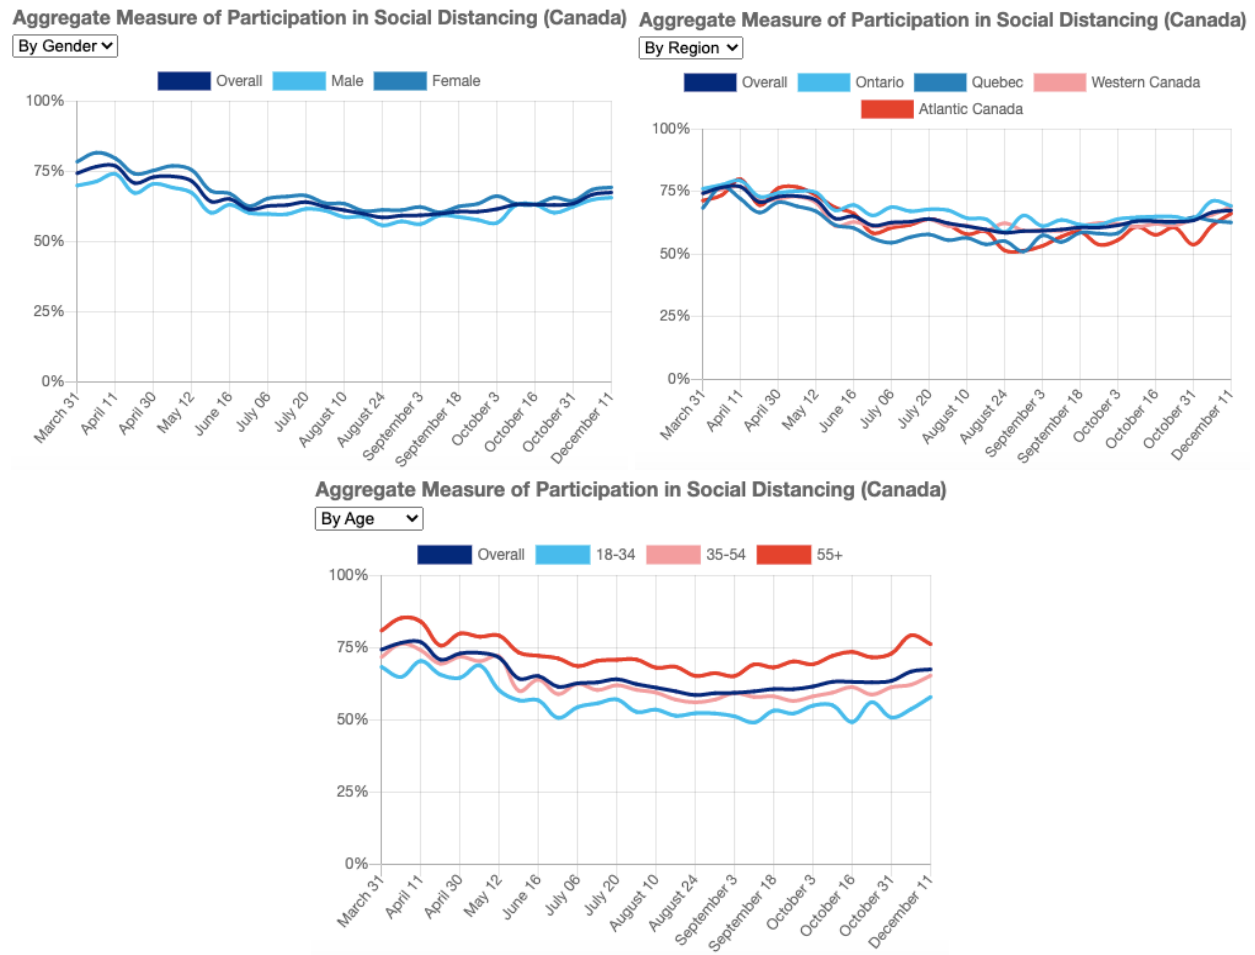 Aggregate Measure of Participation in Social Distancing (Canada)
By Gender
Overall Male Female
100%
75%
50%
25%
0%
March 31 April 11 April 30 May 12 June 16 July 06 July 20 August 10 August 24 September 3 September 18 October 3 October 16 October 31 December 11
Aggregate Measure of Participation in Social Distancing (Canada)
By Region
Overall Ontario Quebec Western Canada
Atlantic Canada
100%
75%
50%
25%
0%
March 31 April 11 April 30 May 12 June 16 July 06 July 20 August 10 August 24 September 3 September 18 October 3 October 16 October 31 December 11
Aggregate Measure of Participation in Social Distancing (Canada)
By Age
Overall 18-34 35-54 55+
100%
75%
50%
25%
0%
March 31 April 11 April 30 May 12 June 16 July 06 July 20 August 10 August 24 September 3 September 18 October 3 October 16 October 31 December 11